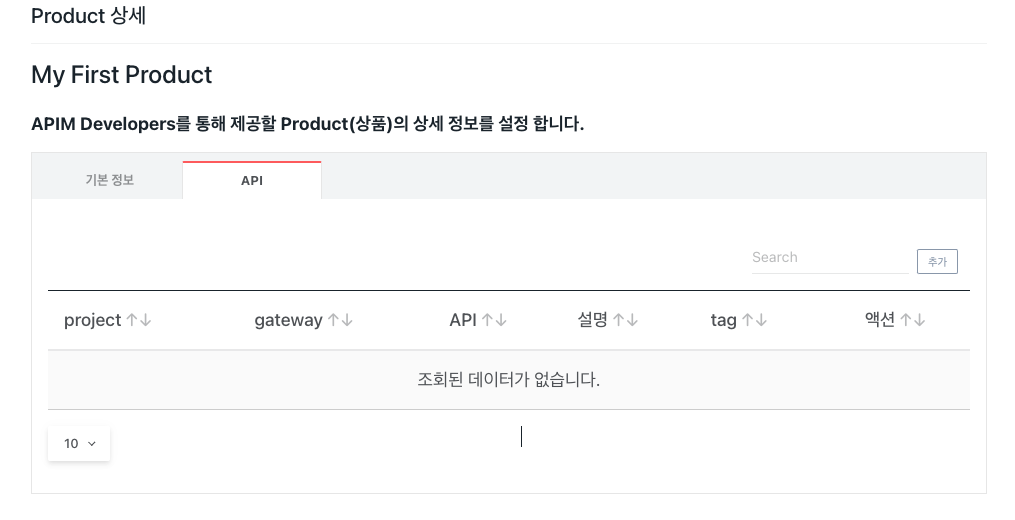 Product 상세
My First Product
APIM Developers를 통해 제공할 Product(상품)의 상세 정보를 설정 합니다.
기본 정보 API
Search 추가
project gateway API 설명 tag 액션
조회된 데이터가 없습니다.
10